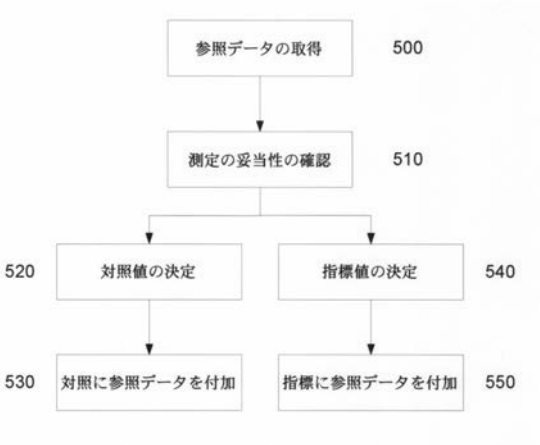 参照データの取得
500
測定の妥当性の確認
510
520
対照値の決定
指標値の決定
540
530
対照に参照データを付加
指標に参照データを付加
550